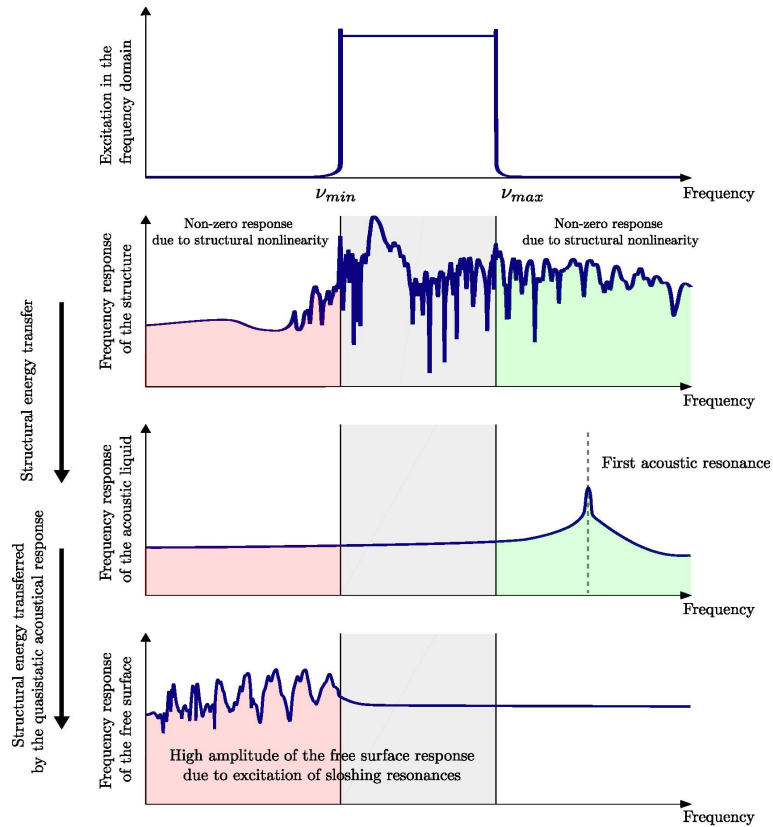 Excitation in the
frequency domain
ν_min
ν_max
Frequency
Non-zero response
due to structural nonlinearity
Non-zero response
due to structural nonlinearity
Frequency response
of the structure
Frequency
Structural energy transfer
Frequency response
of the acoustic liquid
First acoustic resonance
Frequency
Structural energy transferred
by the quasistatic acoustical response
Frequency response
of the free surface
High amplitude of the free surface response
due to excitation of sloshing resonances
Frequency